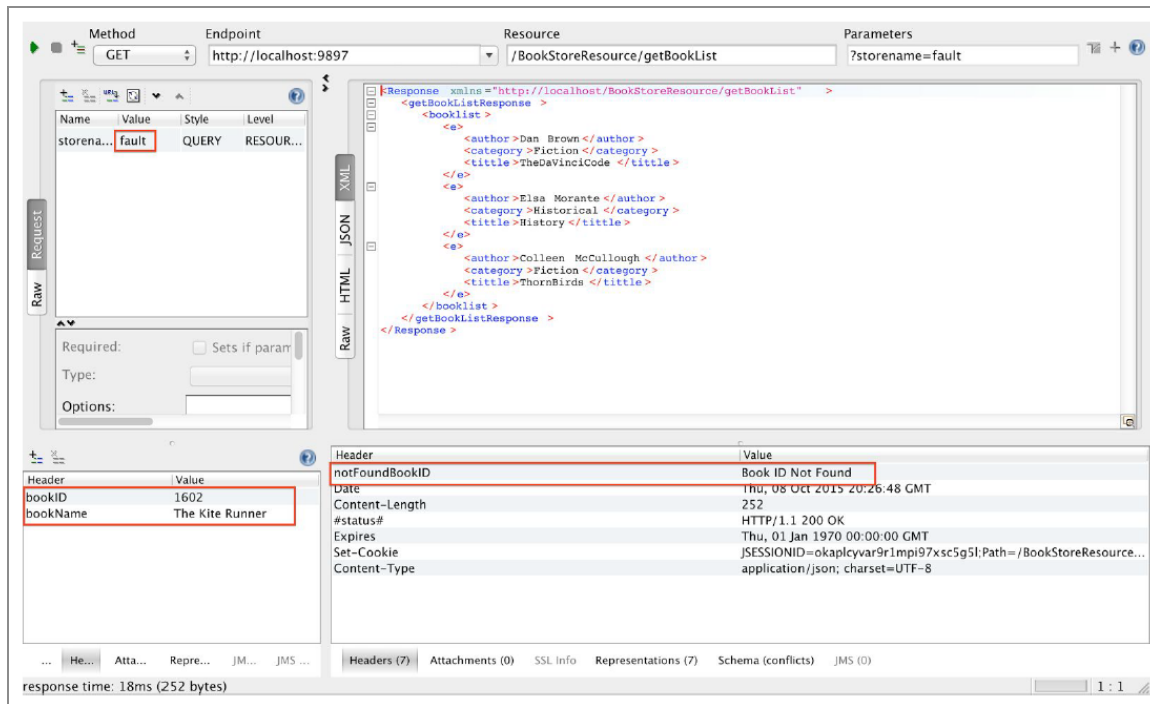 Method Endpoint Resource Parameters
GET http://localhost:9897 /BookStoreResource/getBookList ?storename=fault
Name Value Style Level
storena... fault QUERY RESOUR...
Request
Raw
Required: Sets if param
Type:
Options:
XML
JSON
HTML
Raw
<Response xmlns="http://localhost/BookStoreResource/getBookList" >
<getBookListResponse >
<booklist >
<e>
<author >Dan Brown </author >
<category >Fiction </category >
<tittle >TheDaVinciCode </tittle >
</e>
<e>
<author >Elsa Morante </author >
<category >Historical </category >
<tittle >History </tittle >
</e>
<e>
<author >Colleen McCullough </author >
<category >Fiction </category >
<tittle >ThornBirds </tittle >
</e>
</booklist >
</getBookListResponse >
</Response >
Header Value
bookID 1602
bookName The Kite Runner
Header Value
notFoundBookID Book ID Not Found
Date Thu, 08 Oct 2015 20:26:48 GMT
Content-Length 252
#status# HTTP/1.1 200 OK
Expires Thu, 01 Jan 1970 00:00:00 GMT
Set-Cookie JSESSIONID=okaplcyvar9r1mpi97xsc5g5l;Path=/BookStoreResource...
Content-Type application/json; charset=UTF-8
... He... Atta... Repre... JM... JMS ...
Headers (7) Attachments (0) SSL Info Representations (7) Schema (conflicts) JMS (0)
response time: 18ms (252 bytes) 1 : 1